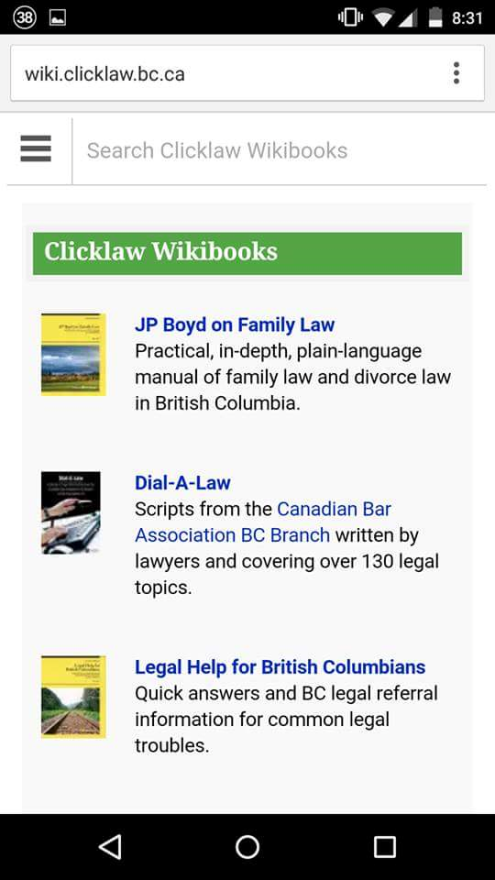 38
8:31
wiki.clicklaw.bc.ca
Search Clicklaw Wikibooks
Clicklaw Wikibooks
JP Boyd on Family Law
Practical, in-depth, plain-language
manual of family law and divorce law
in British Columbia.
Dial-A-Law
Dial-A-Law
Scripts from the Canadian Bar
Association BC Branch written by
lawyers and covering over 130 legal
topics.
Legal Help for British Columbians
Quick answers and BC legal referral
information for common legal
troubles.